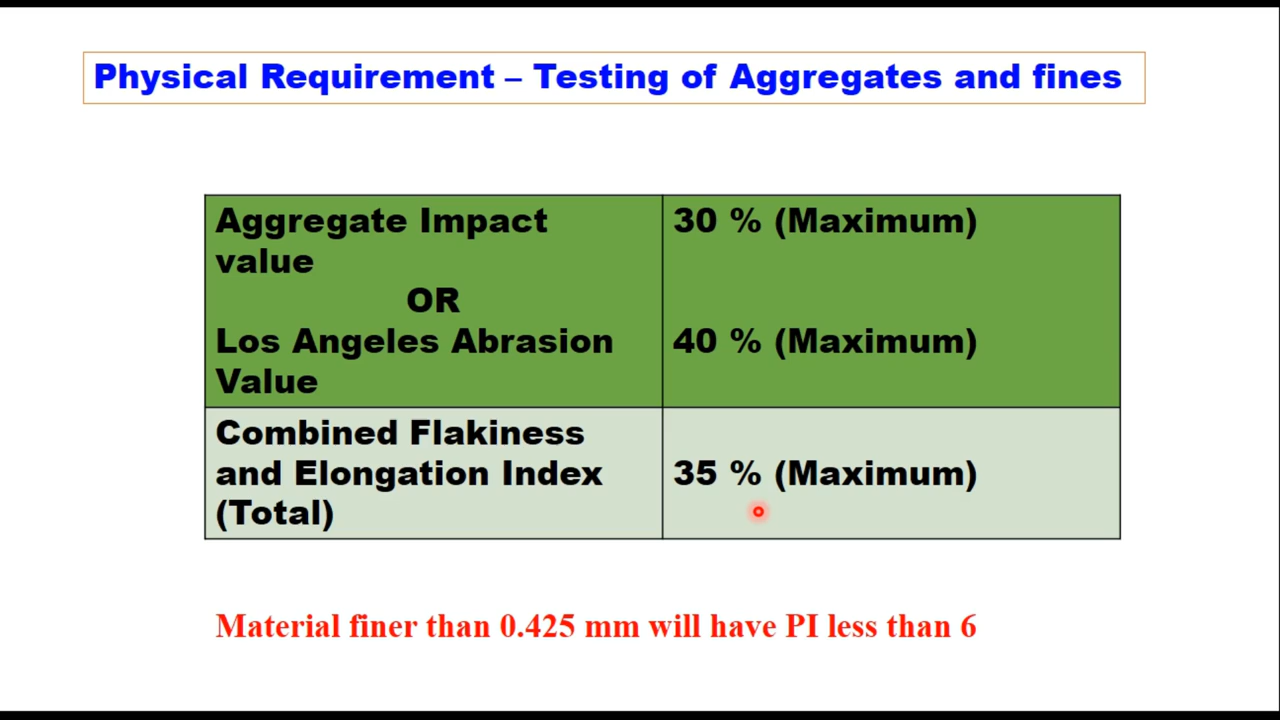 Physical Requirement – Testing of Aggregates and fines
Aggregate Impact
value
OR
Los Angeles Abrasion
Value
30 % (Maximum)
40 % (Maximum)
Combined Flakiness
and Elongation Index
(Total)
35 % (Maximum)
Material finer than 0.425 mm will have PI less than 6